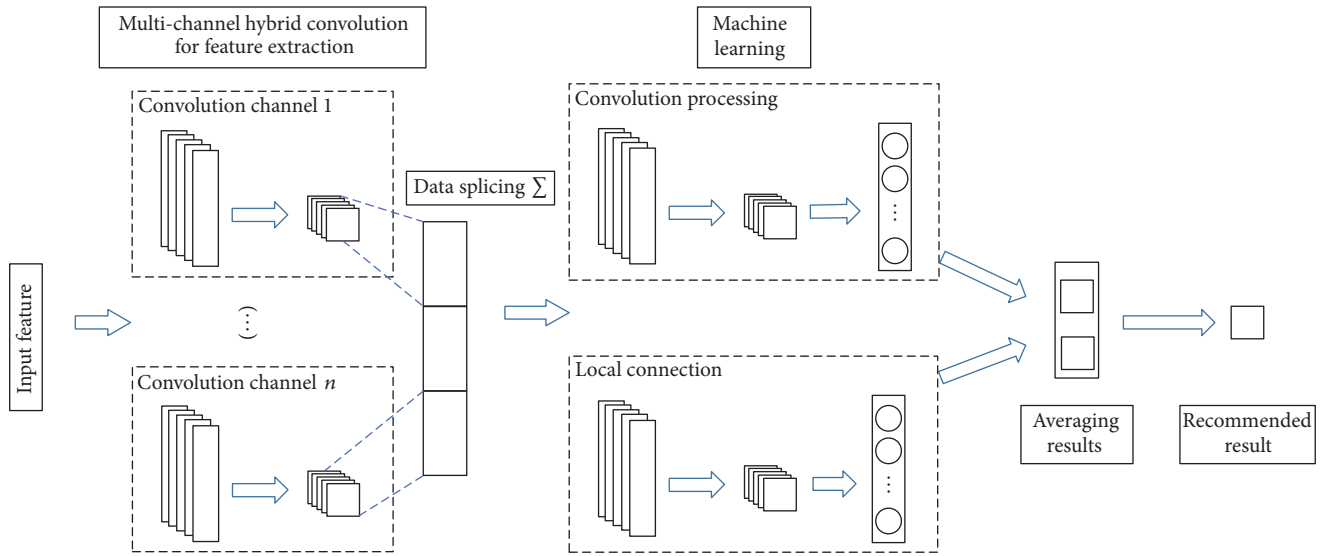 Multi-channel hybrid convolution
for feature extraction
Machine
learning
Convolution channel 1
Convolution processing
Data splicing ∑
...
Input feature
(...)
Convolution channel n
Local connection
...
Averaging
results
Recommended
result